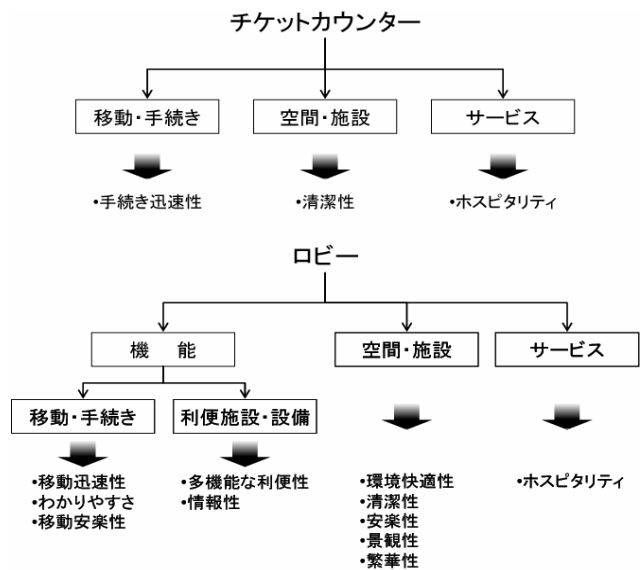 チケットカウンター
移動・手続き
空間・施設
サービス
•手続き迅速性
•清潔性
•ホスピタリティ
ロビー
機　能
空間・施設
サービス
移動・手続き
利便施設・設備
•移動迅速性
•わかりやすさ
•移動安楽性
•多機能な利便性
•情報性
•環境快適性
•清潔性
•安楽性
•景観性
•繁華性
•ホスピタリティ